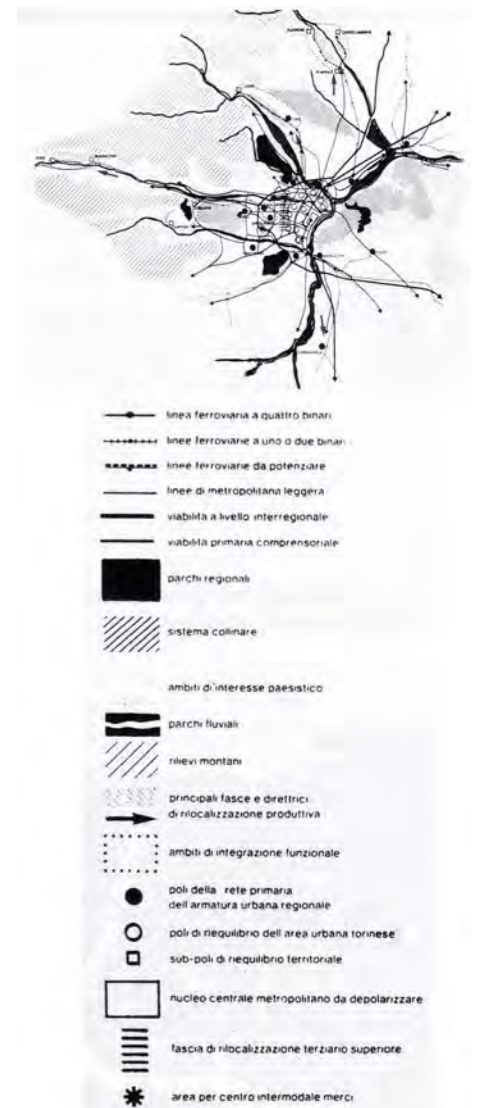 linea ferroviaria a quattro binari
linee ferroviarie a uno o due binari
linee ferroviarie da potenziare
linee di metropolitana leggera
viabilità a livello interregionale
viabilità primaria comprensoriale
parchi regionali
sistema collinare
ambiti d'interesse paesistico
parchi fluviali
rilievi montani
principali fasce e direttrici
di rilocalizzazione produttiva
ambiti di integrazione funzionale
poli della rete primaria
dell armatura urbana regionale
poli di riequilibrio dell area urbana torinese
sub-poli di riequilibrio territoriale
nucleo centrale metropolitano da depolarizzare
fascia di rilocalizzazione terziario superiore
area per centro intermodale merci